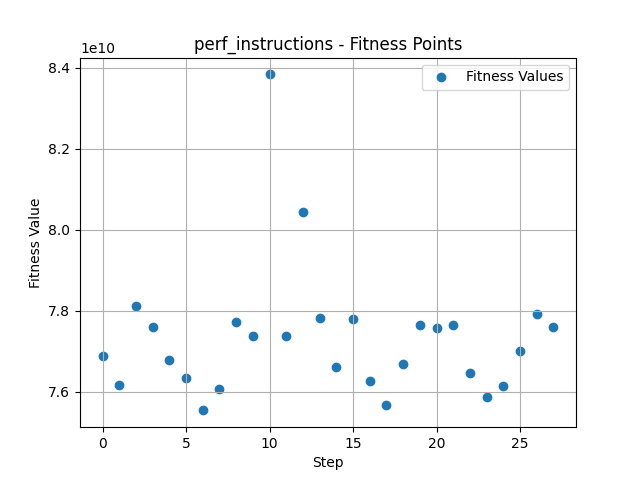 perf_instructions - Fitness Points
1e10
Fitness Values
8.4
8.2
8.0
7.8
7.6
Fitness Value
0 5 10 15 20 25
Step